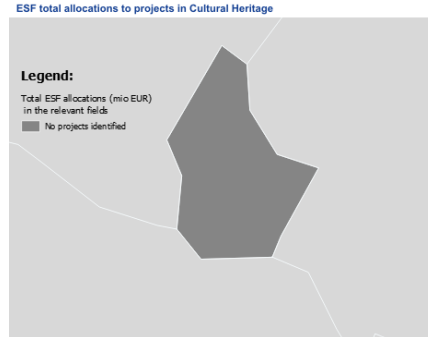 ESF total allocations to projects in Cultural Heritage
Legend:
Total ESF allocations (mio EUR)
in the relevant fields
No projects identified